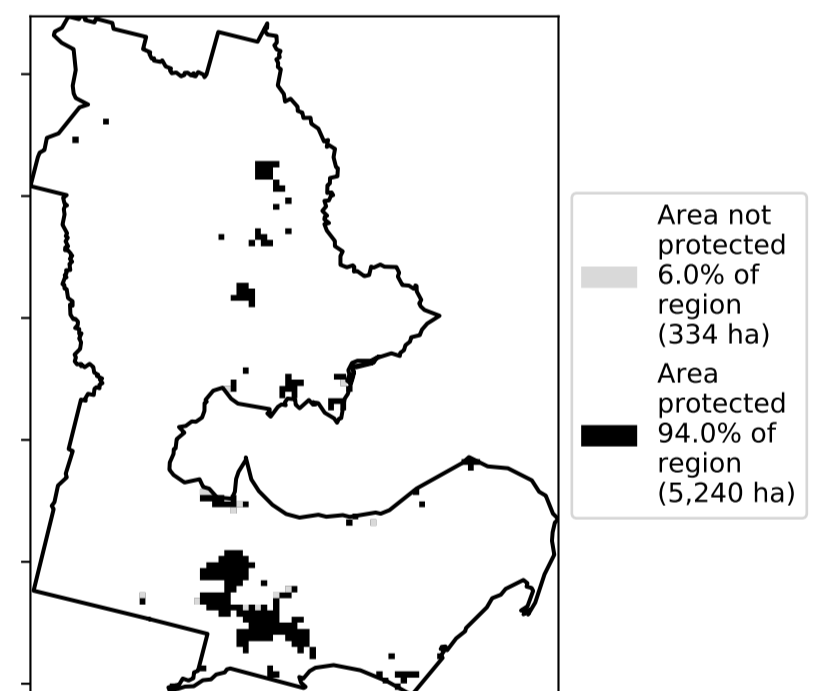 Area not
protected
6.0% of
region
(334 ha)
Area
protected
94.0% of
region
(5,240 ha)